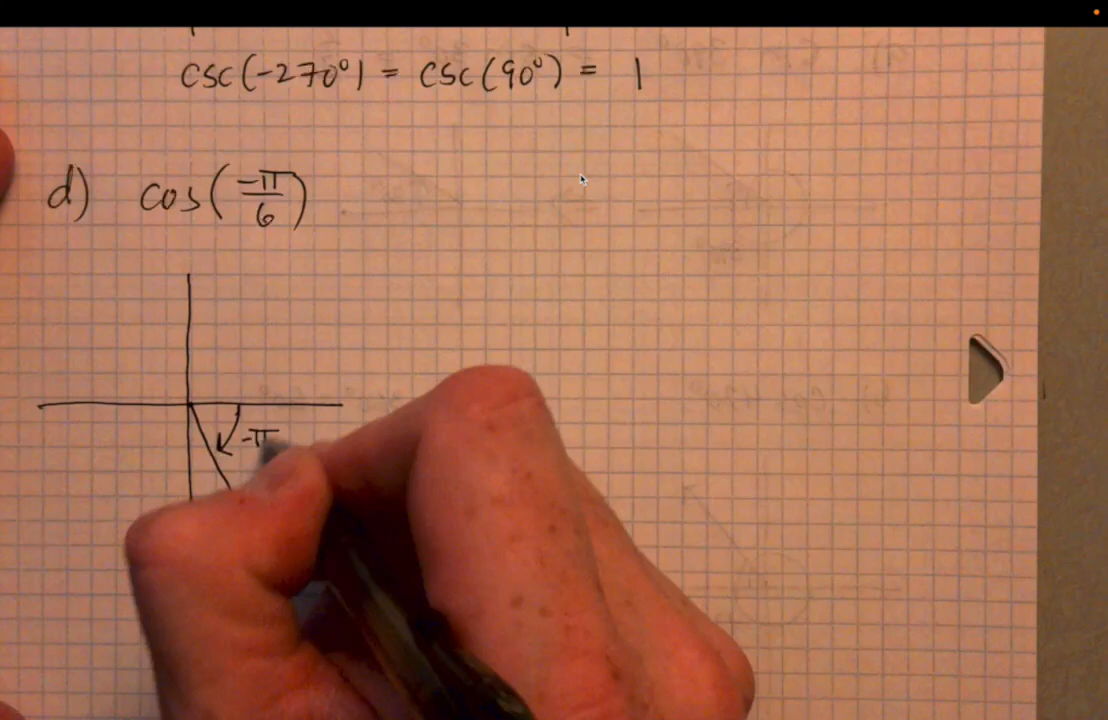 csc(-270°) = csc(90°) = 1
d) cos(-π/6)
-π